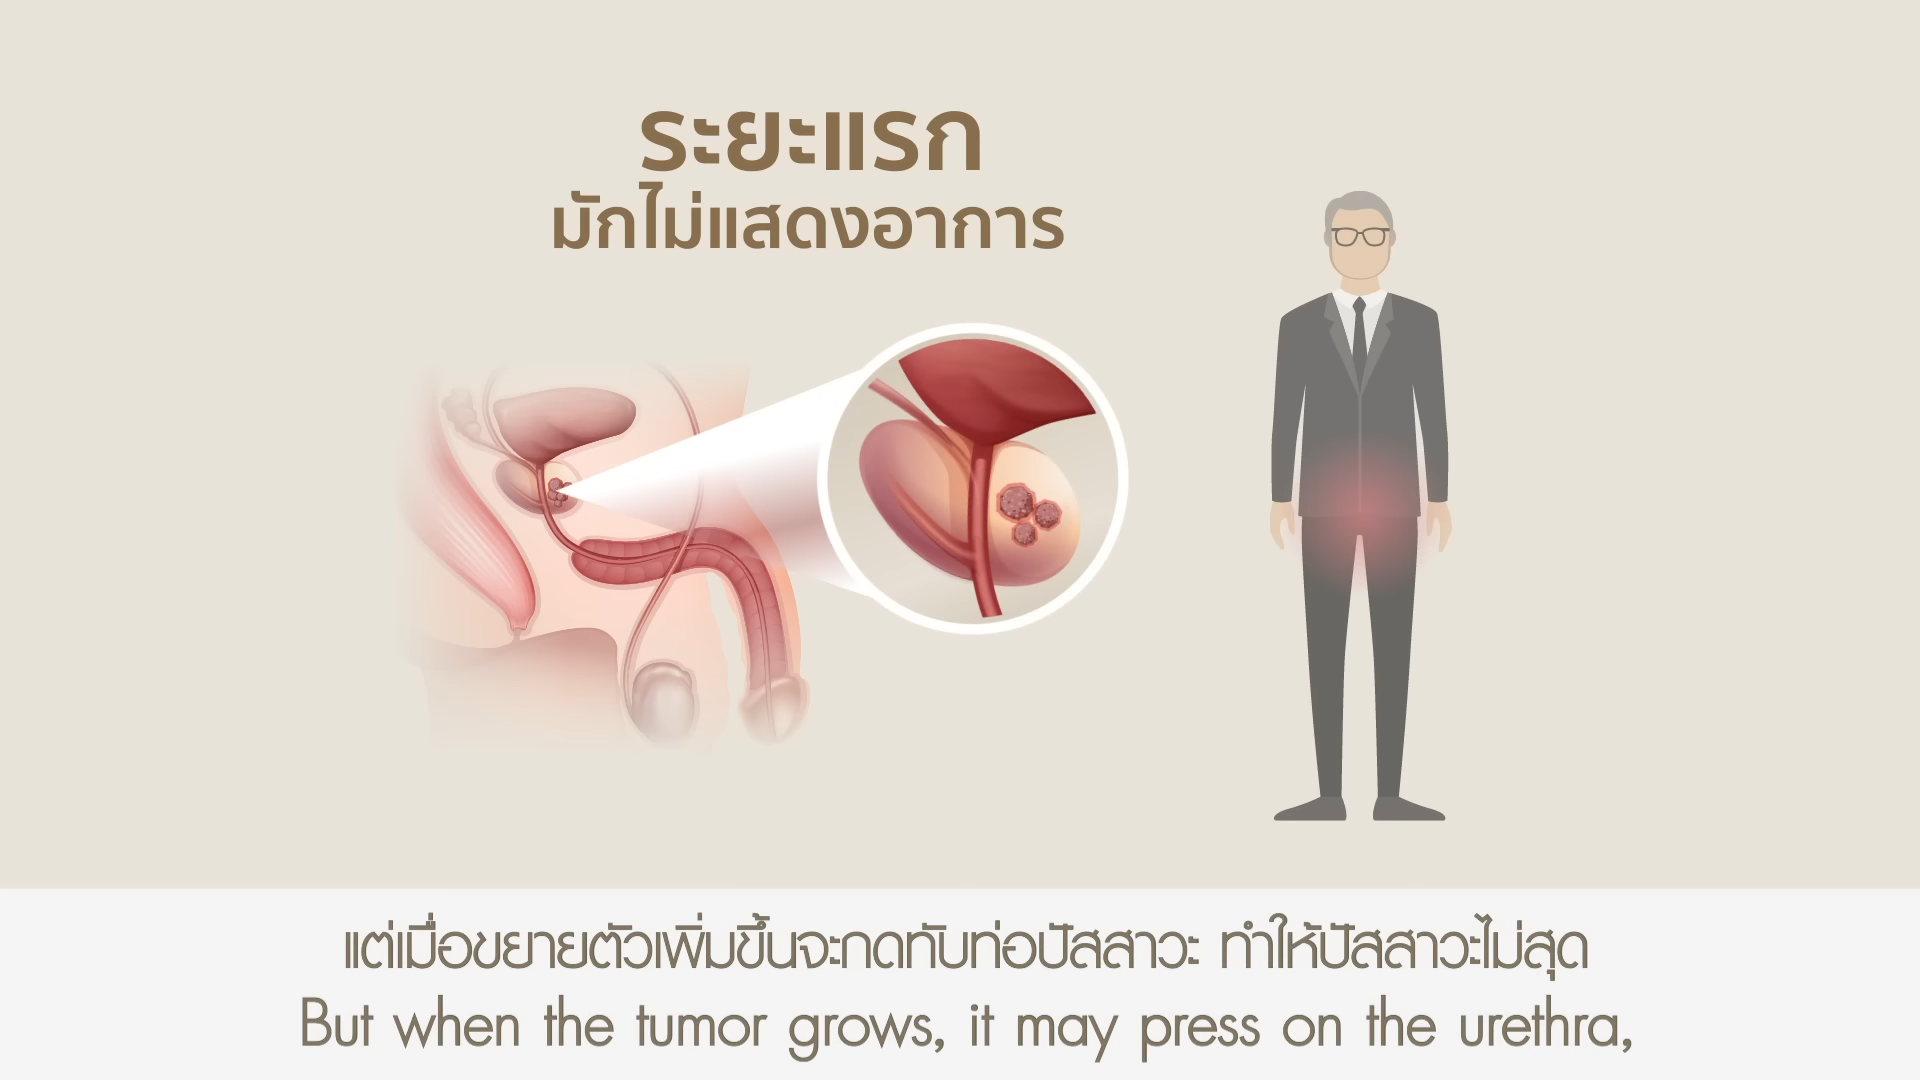 ระยะแรก
มักไม่แสดงอาการ
แต่เมื่อขยายตัวเพิ่มขึ้นจะกดทับท่อปัสสาวะ ทำให้ปัสสาวะไม่สุด
But when the tumor grows, it may press on the urethra,